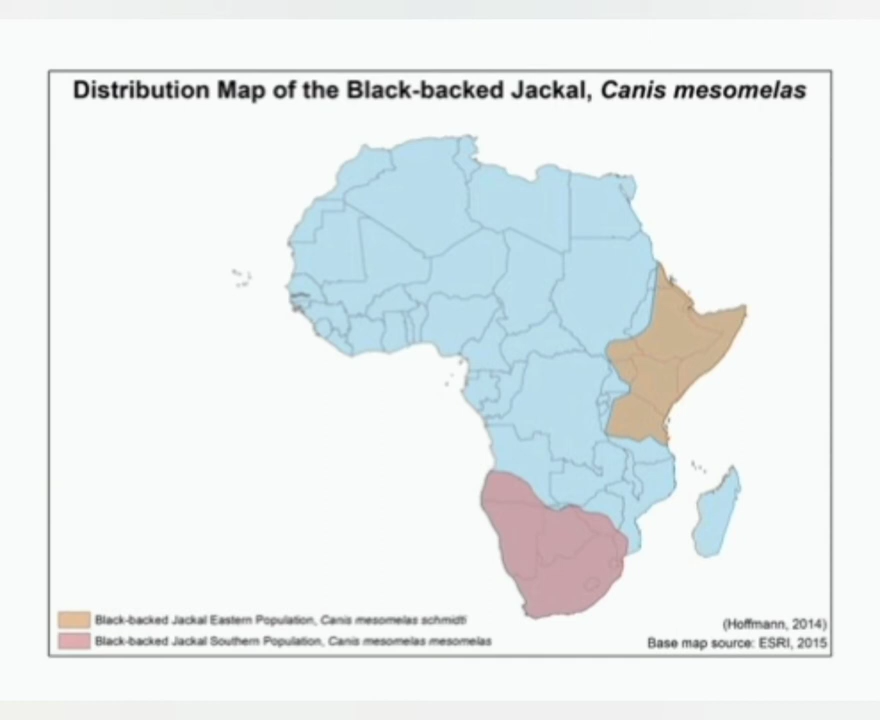 Distribution Map of the Black-backed Jackal, Canis mesomelas
Black-backed Jackal Eastern Population, Canis mesomelas schmidti
Black-backed Jackal Southern Population, Canis mesomelas mesomelas
(Hoffmann, 2014)
Base map source: ESRI, 2015